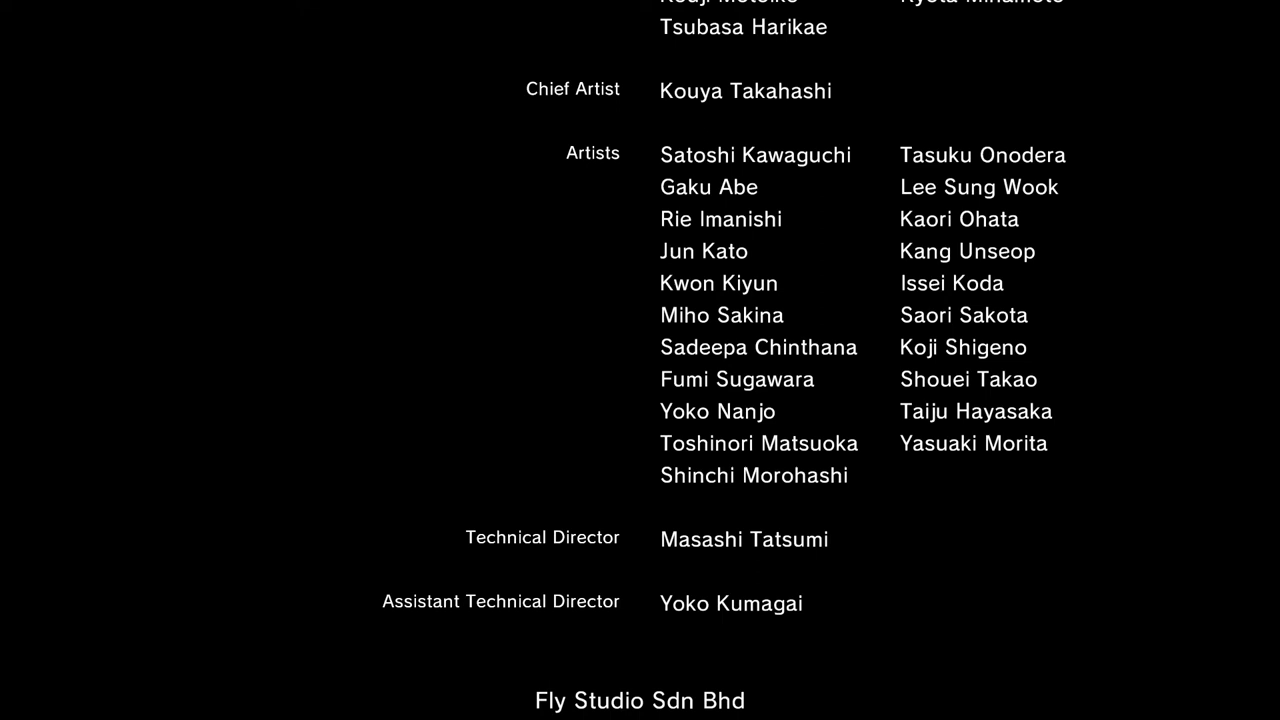 Tsubasa Harikae
Chief Artist Kouya Takahashi
Artists Satoshi Kawaguchi Tasuku Onodera
Gaku Abe Lee Sung Wook
Rie Imanishi Kaori Ohata
Jun Kato Kang Unseop
Kwon Kiyun Issei Koda
Miho Sakina Saori Sakota
Sadeepa Chinthana Koji Shigeno
Fumi Sugawara Shouei Takao
Yoko Nanjo Taiju Hayasaka
Toshinori Matsuoka Yasuaki Morita
Shinchi Morohashi
Technical Director Masashi Tatsumi
Assistant Technical Director Yoko Kumagai
Fly Studio Sdn Bhd